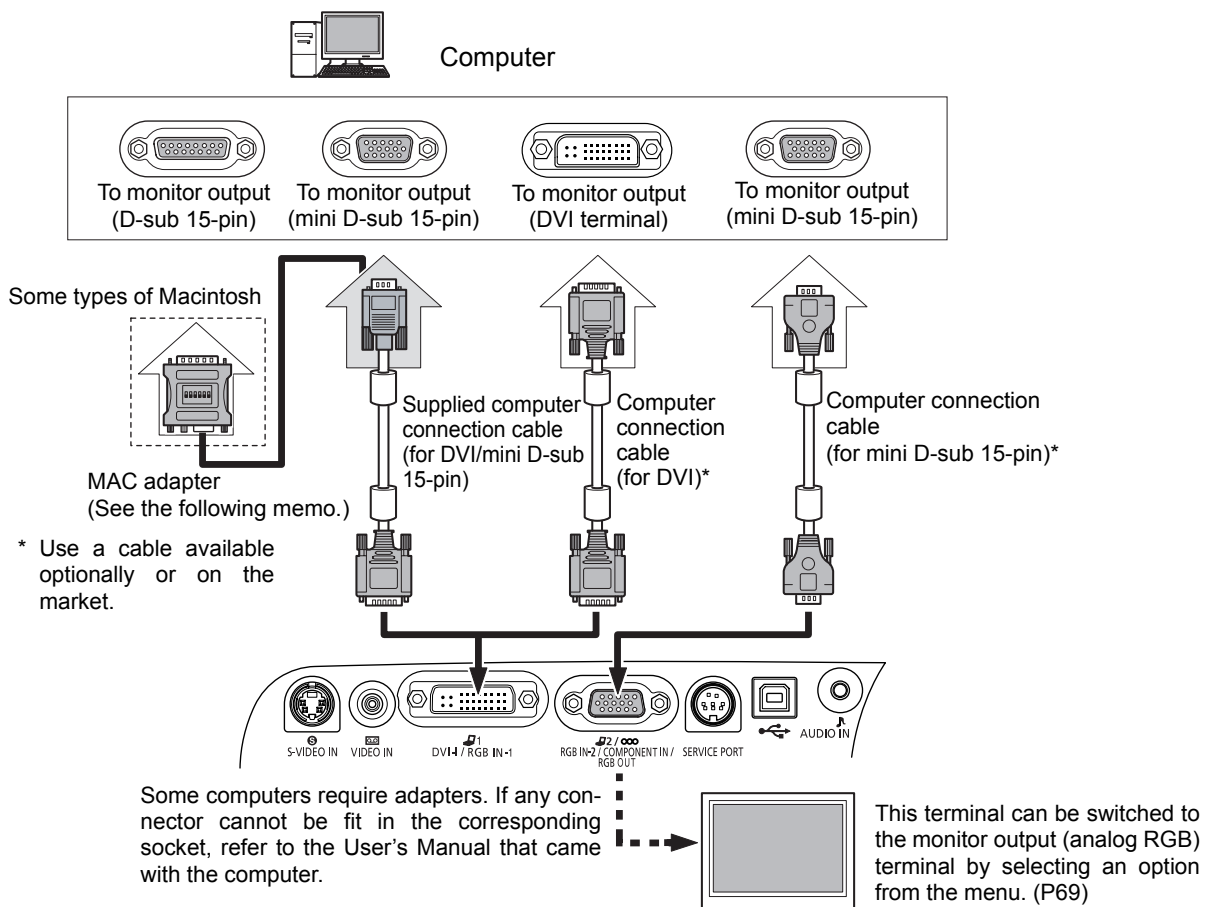 Computer
To monitor output
(D-sub 15-pin)
To monitor output
(mini D-sub 15-pin)
To monitor output
(DVI terminal)
To monitor output
(mini D-sub 15-pin)
Some types of Macintosh
MAC adapter
(See the following memo.)
* Use a cable available
optionally or on the
market.
Supplied computer
connection cable
(for DVI/mini D-sub
15-pin)
Computer
connection
cable
(for DVI)*
Computer connection
cable
(for mini D-sub 15-pin)*
S
S-VIDEO IN
VIDEO IN
1
DVI-I / RGB IN-1
2 /
RGB IN-2 / COMPONENT IN /
RGB OUT
SERVICE PORT
AUDIO IN
Some computers require adapters. If any con-
nector cannot be fit in the corresponding
socket, refer to the User's Manual that came
with the computer.
This terminal can be switched to
the monitor output (analog RGB)
terminal by selecting an option
from the menu. (P69)